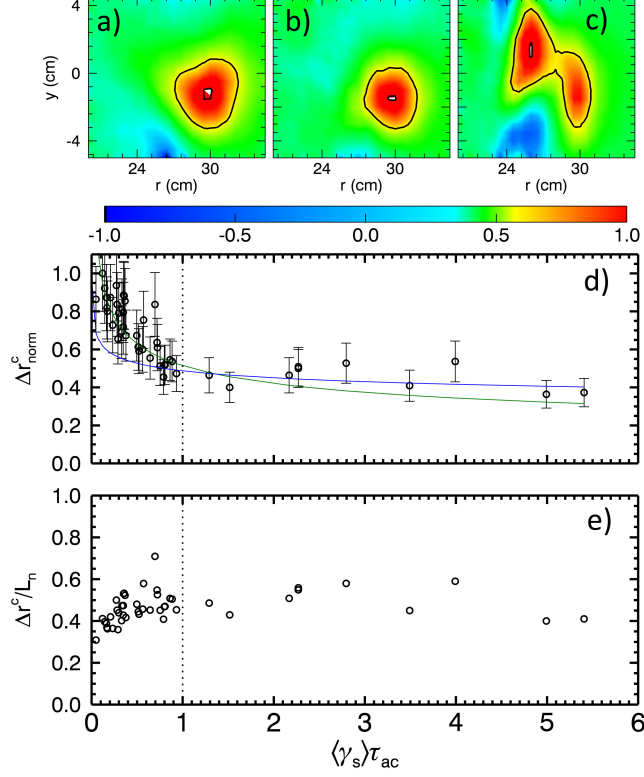 a) b) c)
4
0
-4
y (cm)
24 30 24 30 24 30
r (cm) r (cm) r (cm)
-1.0 -0.5 0.0 0.5 1.0
d)
1.0
0.8
0.6
0.4
0.2
0.0
Δr^c_norm
e)
1.0
0.8
0.6
0.4
0.2
0.0
Δr^c/L_n
0 1 2 3 4 5 6
⟨γ_s⟩τ_ac